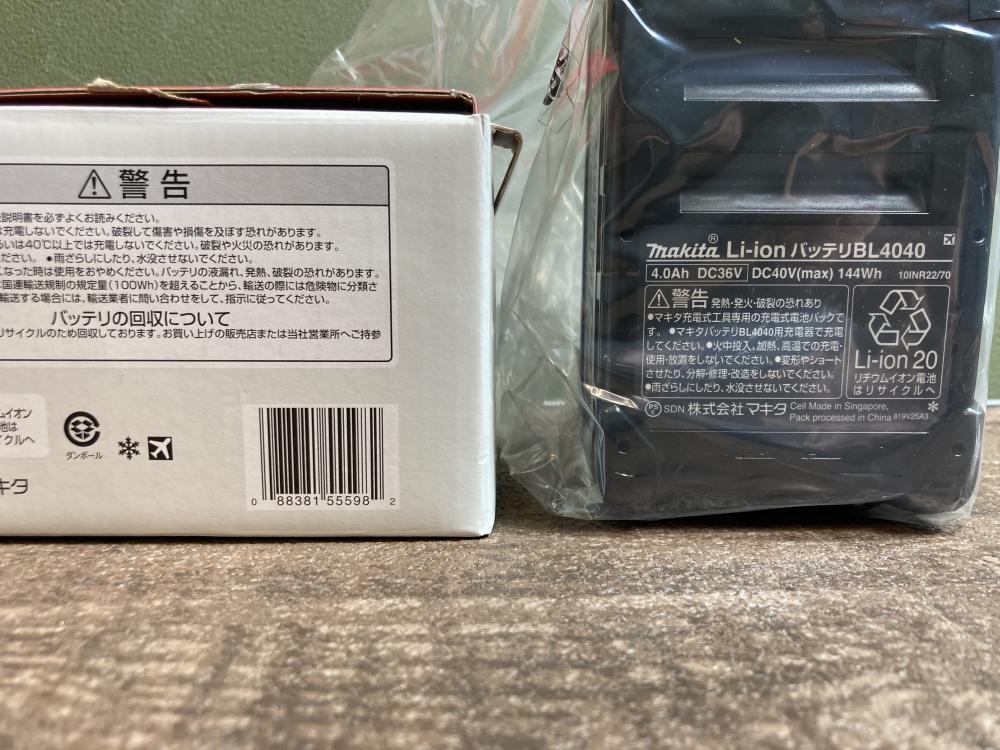 警告
説明書を必ずよくお読みください。
は充電しないでください。破裂して傷害や損傷を及ぼす恐れがあります。
るいは40℃以上では充電しないでください。破裂や火災の恐れがあります。
ださい。 ●雨ざらしにしたり、水没させないでください。
くなった時は使用をおやめください。バッテリの液漏れ、発熱、破裂の恐れがあります。
は国連輸送規制の規定量(100Wh)を超えることから、輸送の際には危険物に分類さ
輸送する場合には、輸送業者に問い合わせをして、指示に従ってください。
バッテリの回収について
リサイクルのため回収しております。お買い上げの販売店または当社営業所へご持参
ムイオン
池は
イクルへ
ダンボール
キタ
0 88381 55598 2
makita® Li-ion バッテリBL4040
4.0Ah DC36V DC40V(max) 144Wh 10INR22/70
警告 発熱・発火・破裂の恐れあり
●マキタ充電式工具専用の充電式電池パックで
す。 ●マキタバッテリBL4040用充電器で充電
してください。●火中投入、加熱、高温での充電・
使用・放置をしないでください。●変形やショート
させたり、分解・修理・改造をしないでください。
●雨ざらしにしたり、水没させないでください。
Li-ion 20
リチウムイオン電池
はリサイクルへ
PS E SDN 株式会社マキタ Cell Made in Singapore,
Pack processed in China 819V25A3 *